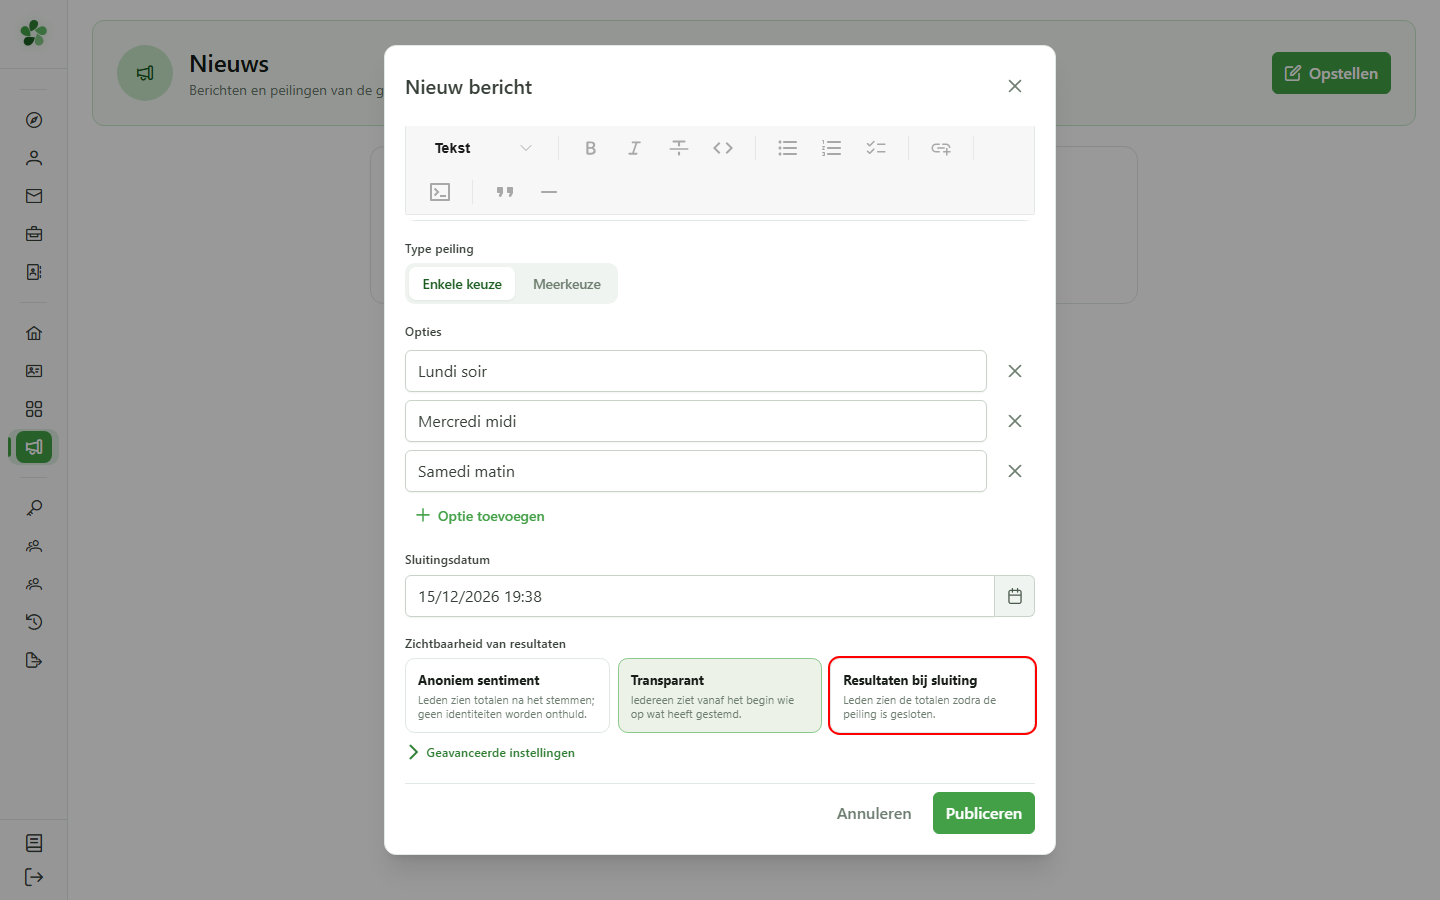 Nieuws
Berichten en peilingen van de g
Opstellen
Nieuw bericht
Tekst
Type peiling
Enkele keuze
Meerkeuze
Opties
Lundi soir
Mercredi midi
Samedi matin
Optie toevoegen
Sluitingsdatum
15/12/2026 19:38
Zichtbaarheid van resultaten
Anoniem sentiment
Leden zien totalen na het stemmen;
geen identiteiten worden onthuld.
Transparant
Iedereen ziet vanaf het begin wie
op wat heeft gestemd.
Resultaten bij sluiting
Leden zien de totalen zodra de
peiling is gesloten.
Geavanceerde instellingen
Annuleren
Publiceren